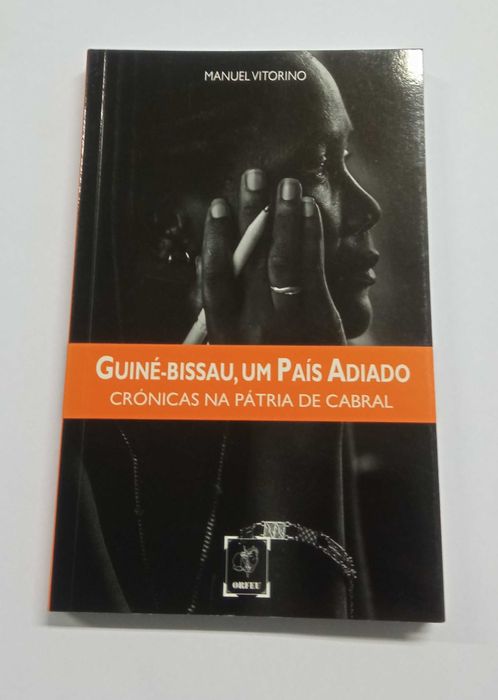 MANUEL VITORINO
GUINÉ-BISSAU, UM PAÍS ADIADO
CRÓNICAS NA PÁTRIA DE CABRAL
ORFEU